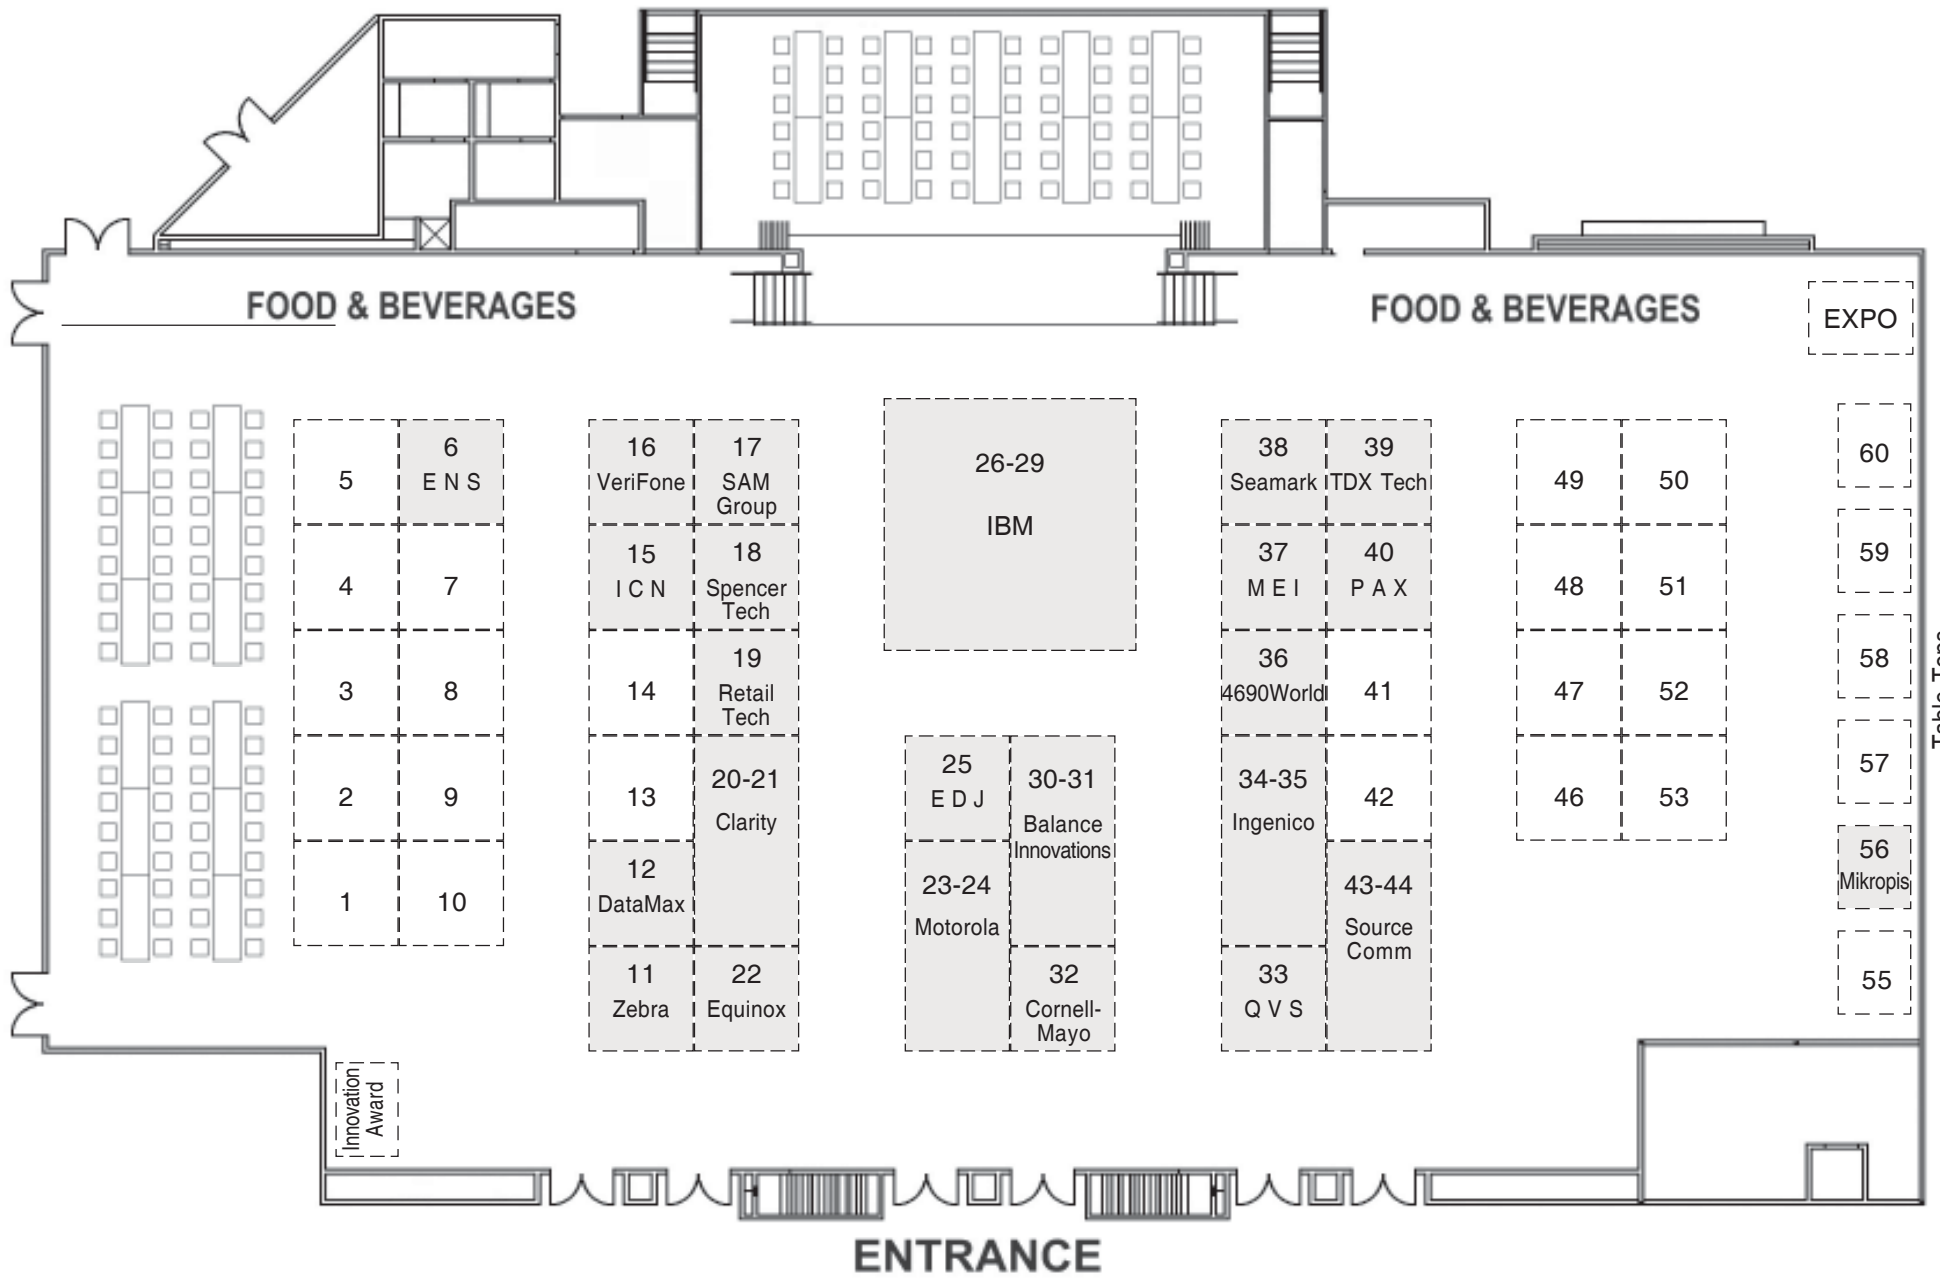 FOOD & BEVERAGES
FOOD & BEVERAGES
EXPO
5
6
E N S
4
7
3
8
2
9
1
10
16
VeriFone
17
SAM
Group
15
I C N
18
Spencer
Tech
14
19
Retail
Tech
13
20-21
Clarity
12
DataMax
11
Zebra
22
Equinox
26-29
IBM
25
E D J
30-31
Balance
Innovations
23-24
Motorola
32
Cornell-
Mayo
38
Seamark
39
TDX Tech
37
M E I
40
P A X
36
4690World
41
34-35
Ingenico
42
43-44
Source
Comm
33
Q V S
49
50
48
51
47
52
46
53
60
59
58
57
56
Mikropis
55
Table Tops
Innovation
Award
ENTRANCE